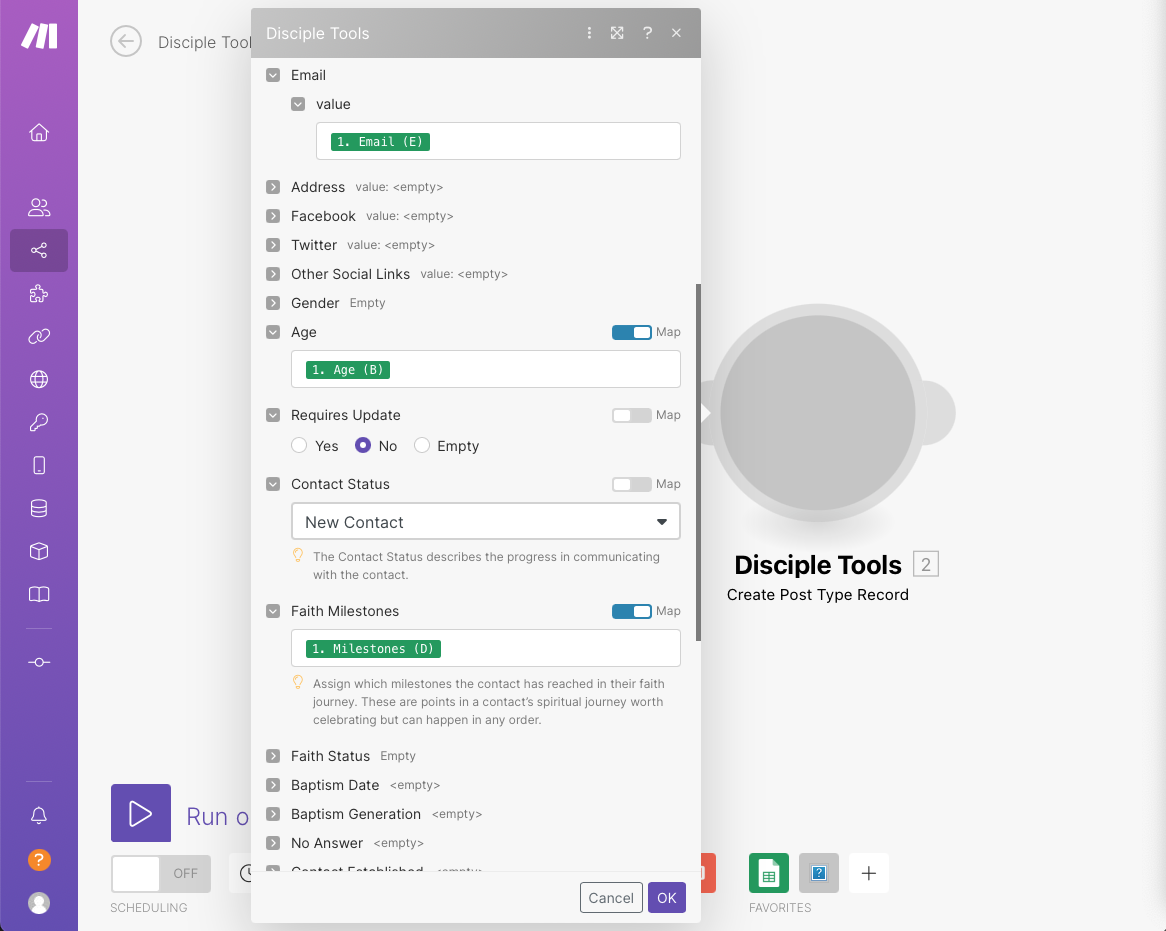 Disciple Tool
Disciple Tools
?
Email
value
1. Email (E)
Address value: <empty>
Facebook value: <empty>
Twitter value: <empty>
Other Social Links value: <empty>
Gender Empty
Age Map
1. Age (B)
Requires Update Map
Yes No Empty
Contact Status Map
New Contact
The Contact Status describes the progress in communicating
with the contact.
Faith Milestones Map
1. Milestones (D)
Assign which milestones the contact has reached in their faith
journey. These are points in a contact’s spiritual journey worth
celebrating but can happen in any order.
Faith Status Empty
Baptism Date <empty>
Baptism Generation <empty>
No Answer <empty>
Contact Established <empty>
Cancel OK
Disciple Tools 2
Create Post Type Record
Run o
OFF
SCHEDULING
?
+
FAVORITES
?